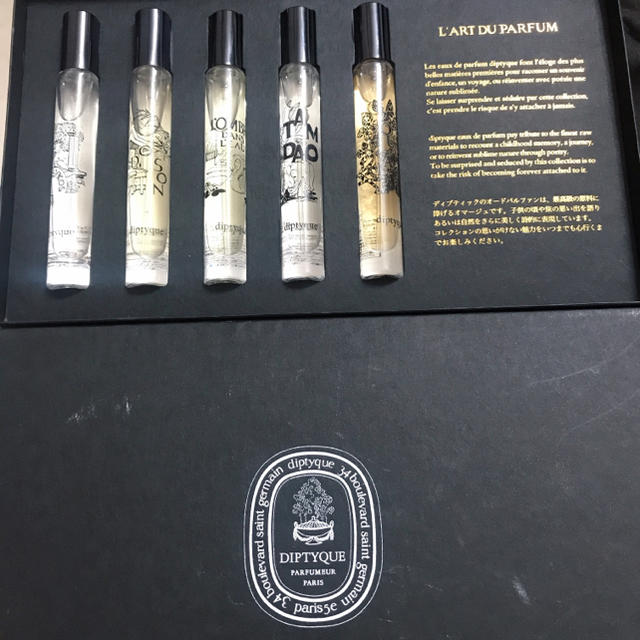 L'ART DU PARFUM
Les eaux de parfum diptyque font l'éloge des plus
belles matières premières pour raconter un souvenir
d'enfance, un voyage, ou réinventer avec poésie une
nature sublimée.
Se laisser surprendre et séduire par cette collection,
c'est prendre le risque de s'y attacher à jamais.
diptyque eaux de parfum pay tribute to the finest raw
materials to recount a childhood memory, a journey,
or to reinvent sublime nature through poetry.
To be surprised and seduced by this collection is to
take the risk of becoming forever attached to it.
ディプティックのオードパルファンは、最高級の原料に
捧げるオマージュです。子供の頃や旅の思い出を語り
あるいは自然をさらに美しく詩的に表現しています。
コレクションの思いがけない魅力をいつまでも心行くま
でお楽しみください。
diptyque
diptyque
L'OMBRE
DANS
L'EAU
diptyque
TAM
DAO
diptyque
diptyque
diptyque 34 boulevard saint germain
DIPTYQUE
PARFUMEUR
PARIS
34 boulevard saint germain
paris5e